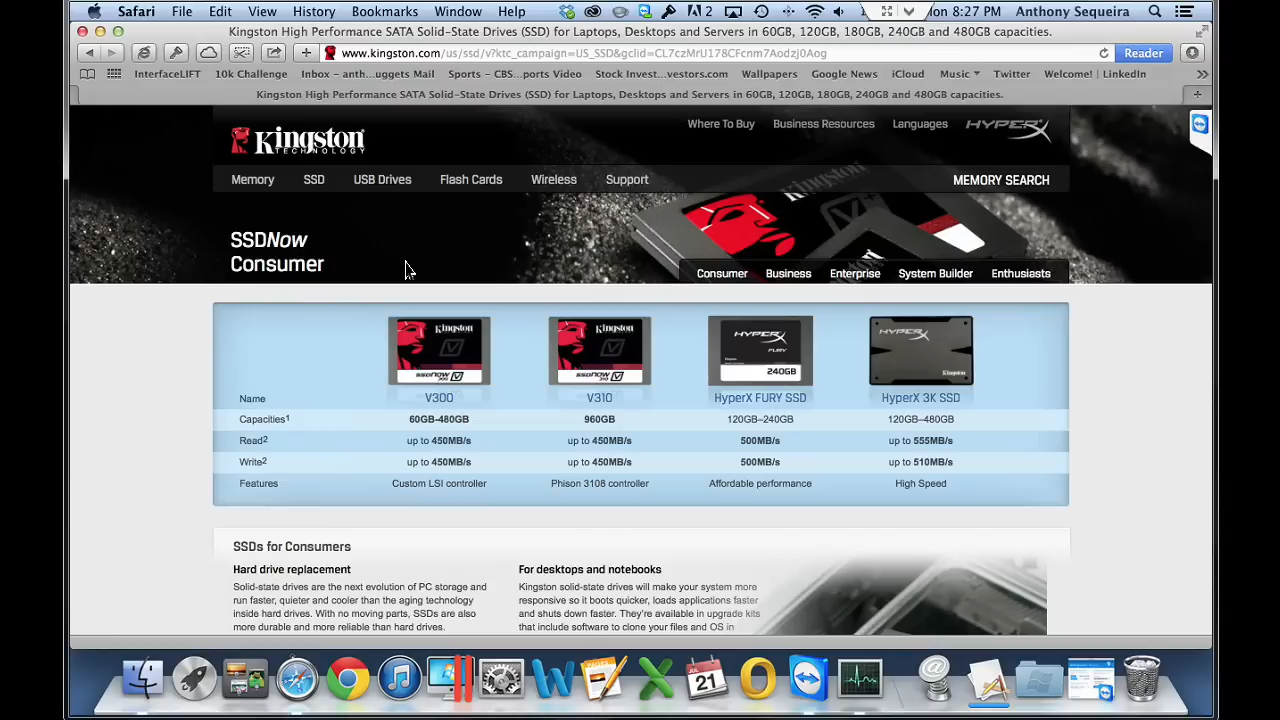 Safari File Edit View History Bookmarks Window Help 2 Mon 8:27 PM Anthony Sequeira
Kingston High Performance SATA Solid-State Drives (SSD) for Laptops, Desktops and Servers in 60GB, 120GB, 180GB, 240GB and 480GB capacities.
www.kingston.com/us/ssd/v?ktc_campaign=US_SSD&gclid=CL7czMrU178CFcnm7Aodzj0Aog Reader
InterfaceLIFT 10k Challenge Inbox – anth...uggets Mail Sports – CBS...ports Video Stock Invest...vestors.com Wallpapers Google News iCloud Music Twitter Welcome! | LinkedIn
Kingston High Performance SATA Solid-State Drives (SSD) for Laptops, Desktops and Servers in 60GB, 120GB, 180GB, 240GB and 480GB capacities.
Where To Buy Business Resources Languages HYPERX
Kingston
TECHNOLOGY
Memory SSD USB Drives Flash Cards Wireless Support MEMORY SEARCH
SSDNow
Consumer
Consumer Business Enterprise System Builder Enthusiasts
Kingston Kingston HYPERX HYPERX
FURY
240GB
Kingston
Name V300 V310 HyperX FURY SSD HyperX 3K SSD
Capacities1 60GB-480GB 960GB 120GB–240GB 120GB–480GB
Read2 up to 450MB/s up to 450MB/s 500MB/s up to 555MB/s
Write2 up to 450MB/s up to 450MB/s 500MB/s up to 510MB/s
Features Custom LSI controller Phison 3108 controller Affordable performance High Speed
SSDs for Consumers
Hard drive replacement
Solid-state drives are the next evolution of PC storage and
run faster, quieter and cooler than the aging technology
inside hard drives. With no moving parts, SSDs are also
more durable and more reliable than hard drives.
For desktops and notebooks
Kingston solid-state drives will make your system more
responsive so it boots quicker, loads applications faster
and shuts down faster. They're available in upgrade kits
that include software to clone your files and OS in
JUL
21